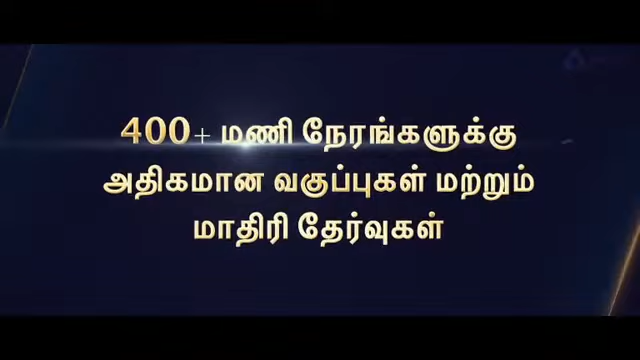 400+ மணி நேரங்களுக்கு
அதிகமான வகுப்புகள் மற்றும்
மாதிரி தேர்வுகள்